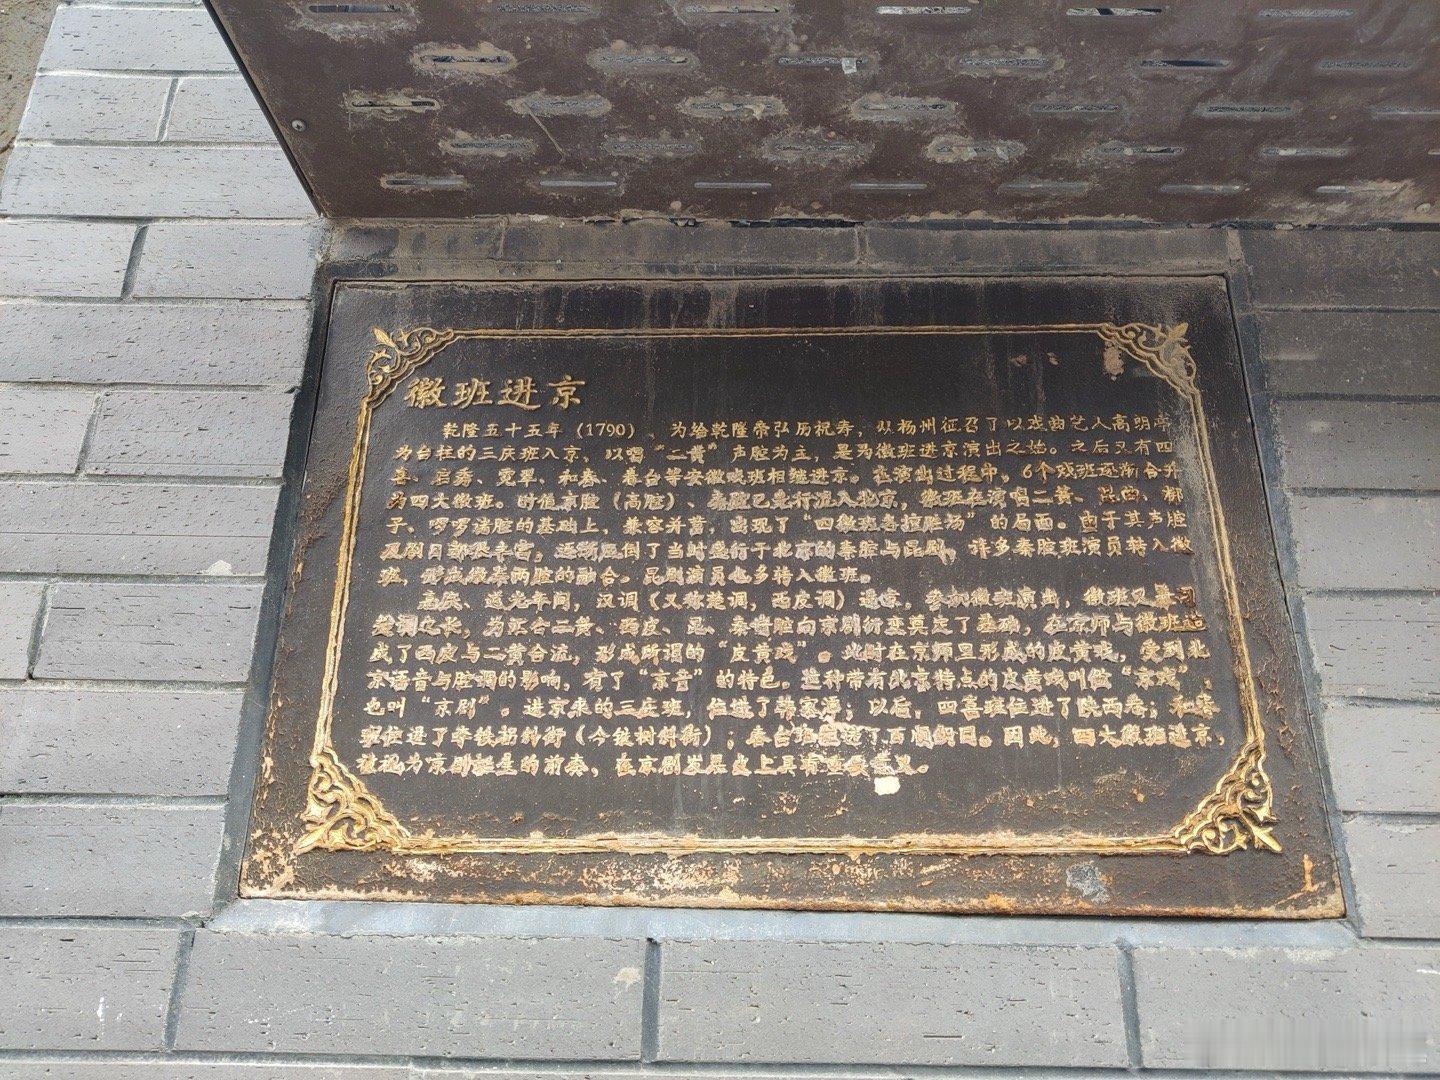 徽班进京
乾隆五十五年（1790），为给乾隆帝弘历祝寿，从杨州征召了以戏曲艺人高朗亭
为台柱的三庆班入京，以唱“二黄”声腔为主，是为徽班进京演出之始。之后又有四
喜、启秀、霓翠、和春、春台等安徽戏班相继进京。在演出过程中，6个戏班逐渐合并
为四大徽班。时值京腔（高腔）、秦腔已先行流入北京，徽班在演唱二黄、昆曲、梆
子、啰啰诸腔的基础上，兼容并蓄，出现了“四徽班各擅胜场”的局面。由于其声腔
及剧目都很丰富，逐渐压倒了当时盛行于北京的秦腔与昆剧。许多秦腔班演员转入徽
班，形成徽秦两腔的融合。昆剧演员也多转入徽班。
嘉庆、道光年间，汉调（又称楚调，西皮调）进京，参加徽班演出，徽班又兼习
楚调之长，为汇合二黄、西皮、昆、秦诸腔向京剧衍变奠定了基础，在京师与徽班造
成了西皮与二黄合流，形成所谓的“皮黄戏”。此时在京师里形成的皮黄戏，受到北
京语音与腔调的影响，有了“京音”的特色，这种带有北京特点的皮黄戏叫做“京戏”，
也叫“京剧”。进京来的三庆班，住进了韩家潭；以后，四喜班住进了陕西巷；和春
班住进了李铁拐斜街（今铁树斜街）；春台班住进了百顺胡同。因此，四大徽班进京，
被视为京剧诞生的前奏，在京剧发展史上具有重要意义。